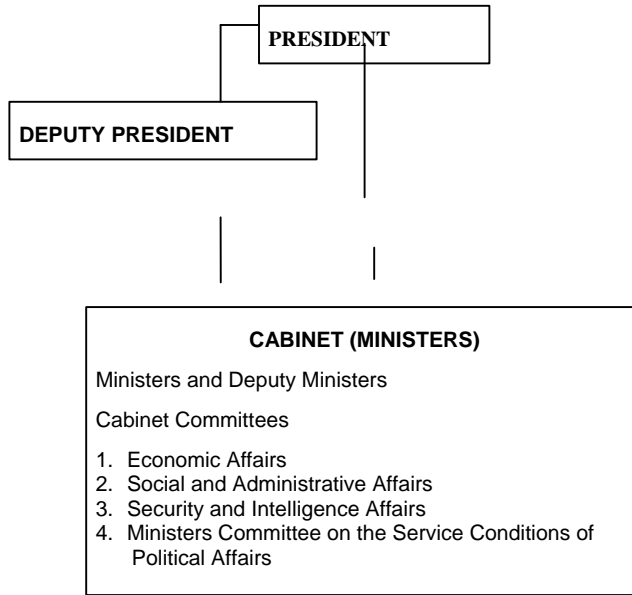 PRESIDENT
DEPUTY PRESIDENT
CABINET (MINISTERS)
Ministers and Deputy Ministers
Cabinet Committees
1. Economic Affairs
2. Social and Administrative Affairs
3. Security and Intelligence Affairs
4. Ministers Committee on the Service Conditions of
Political Affairs